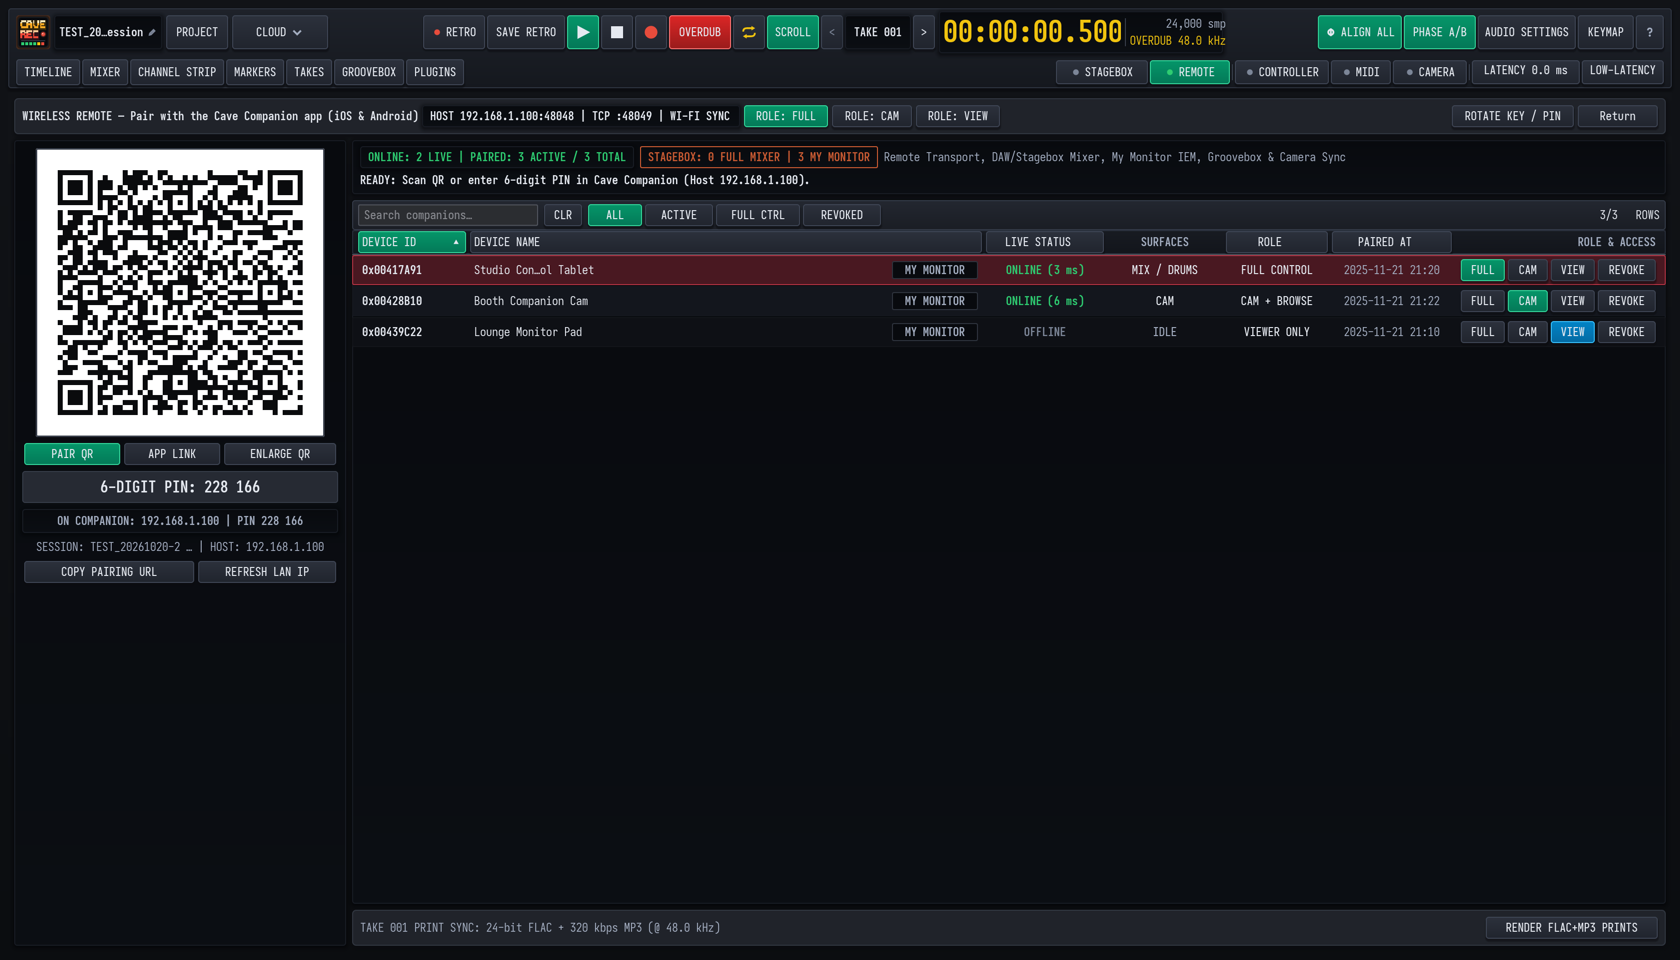 CAVE REC TEST_20…ession PROJECT CLOUD RETRO SAVE RETRO OVERDUB SCROLL < TAKE 001 > 00:00:00.500 24,000 smp OVERDUB 48.0 kHz ALIGN ALL PHASE A/B AUDIO SETTINGS KEYMAP ?
TIMELINE MIXER CHANNEL STRIP MARKERS TAKES GROOVEBOX PLUGINS STAGEBOX REMOTE CONTROLLER MIDI CAMERA LATENCY 0.0 ms LOW-LATENCY
WIRELESS REMOTE — Pair with the Cave Companion app (iOS & Android) HOST 192.168.1.100:48048 | TCP :48049 | WI-FI SYNC ROLE: FULL ROLE: CAM ROLE: VIEW ROTATE KEY / PIN Return
PAIR QR APP LINK ENLARGE QR
6-DIGIT PIN: 228 166
ON COMPANION: 192.168.1.100 | PIN 228 166
SESSION: TEST_20261020-2 … | HOST: 192.168.1.100
COPY PAIRING URL REFRESH LAN IP
ONLINE: 2 LIVE | PAIRED: 3 ACTIVE / 3 TOTAL STAGEBOX: 0 FULL MIXER | 3 MY MONITOR Remote Transport, DAW/Stagebox Mixer, My Monitor IEM, Groovebox & Camera Sync
READY: Scan QR or enter 6-digit PIN in Cave Companion (Host 192.168.1.100).
Search companions… CLR ALL ACTIVE FULL CTRL REVOKED 3/3 ROWS
DEVICE ID ▲ DEVICE NAME LIVE STATUS SURFACES ROLE PAIRED AT ROLE & ACCESS
0x00417A91 Studio Con…ol Tablet MY MONITOR ONLINE (3 ms) MIX / DRUMS FULL CONTROL 2025-11-21 21:20 FULL CAM VIEW REVOKE
0x00428B10 Booth Companion Cam MY MONITOR ONLINE (6 ms) CAM CAM + BROWSE 2025-11-21 21:22 FULL CAM VIEW REVOKE
0x00439C22 Lounge Monitor Pad MY MONITOR OFFLINE IDLE VIEWER ONLY 2025-11-21 21:10 FULL CAM VIEW REVOKE
TAKE 001 PRINT SYNC: 24-bit FLAC + 320 kbps MP3 (@ 48.0 kHz) RENDER FLAC+MP3 PRINTS